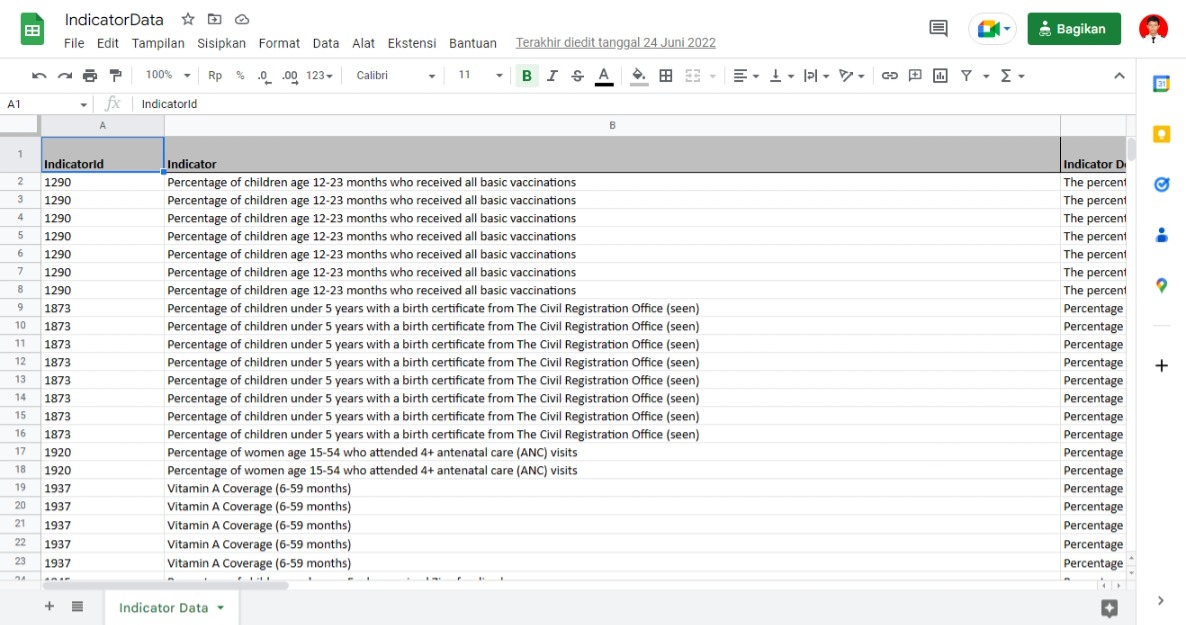 IndicatorData
File Edit Tampilan Sisipkan Format Data Alat Ekstensi Bantuan Terakhir diedit tanggal 24 Juni 2022
Bagikan
100% Rp % .0 .00 123 Calibri 11 B I S A
A1 fx IndicatorId
A B
1 IndicatorId Indicator Indicator
2 1290 Percentage of children age 12-23 months who received all basic vaccinations The percent
3 1290 Percentage of children age 12-23 months who received all basic vaccinations The percent
4 1290 Percentage of children age 12-23 months who received all basic vaccinations The percent
5 1290 Percentage of children age 12-23 months who received all basic vaccinations The percent
6 1290 Percentage of children age 12-23 months who received all basic vaccinations The percent
7 1290 Percentage of children age 12-23 months who received all basic vaccinations The percent
8 1290 Percentage of children age 12-23 months who received all basic vaccinations The percent
9 1873 Percentage of children under 5 years with a birth certificate from The Civil Registration Office (seen) Percentage
10 1873 Percentage of children under 5 years with a birth certificate from The Civil Registration Office (seen) Percentage
11 1873 Percentage of children under 5 years with a birth certificate from The Civil Registration Office (seen) Percentage
12 1873 Percentage of children under 5 years with a birth certificate from The Civil Registration Office (seen) Percentage
13 1873 Percentage of children under 5 years with a birth certificate from The Civil Registration Office (seen) Percentage
14 1873 Percentage of children under 5 years with a birth certificate from The Civil Registration Office (seen) Percentage
15 1873 Percentage of children under 5 years with a birth certificate from The Civil Registration Office (seen) Percentage
16 1873 Percentage of children under 5 years with a birth certificate from The Civil Registration Office (seen) Percentage
17 1920 Percentage of women age 15-54 who attended 4+ antenatal care (ANC) visits Percentage
18 1920 Percentage of women age 15-54 who attended 4+ antenatal care (ANC) visits Percentage
19 1937 Vitamin A Coverage (6-59 months) Percentage
20 1937 Vitamin A Coverage (6-59 months) Percentage
21 1937 Vitamin A Coverage (6-59 months) Percentage
22 1937 Vitamin A Coverage (6-59 months) Percentage
23 1937 Vitamin A Coverage (6-59 months) Percentage
Indicator Data